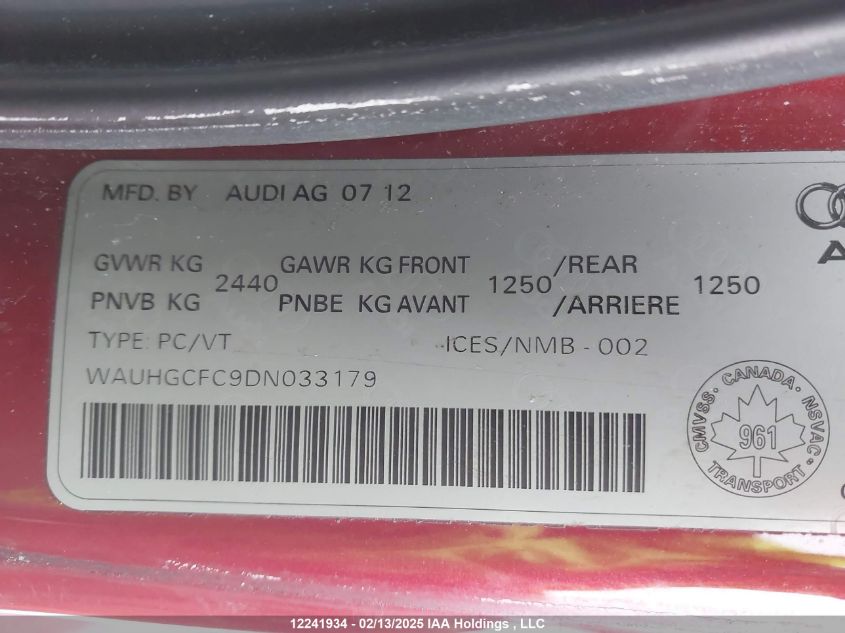 MFD. BY AUDI AG 07 12
GVWR KG 2440 GAWR KG FRONT 1250 /REAR 1250
PNVB KG PNBE KG AVANT /ARRIERE
TYPE: PC/VT ICES/NMB - 002
WAUHGCFC9DN033179
CANADA
CMVSS
NSVAC
961
TRANSPORT
12241934 - 02/13/2025 IAA Holdings , LLC